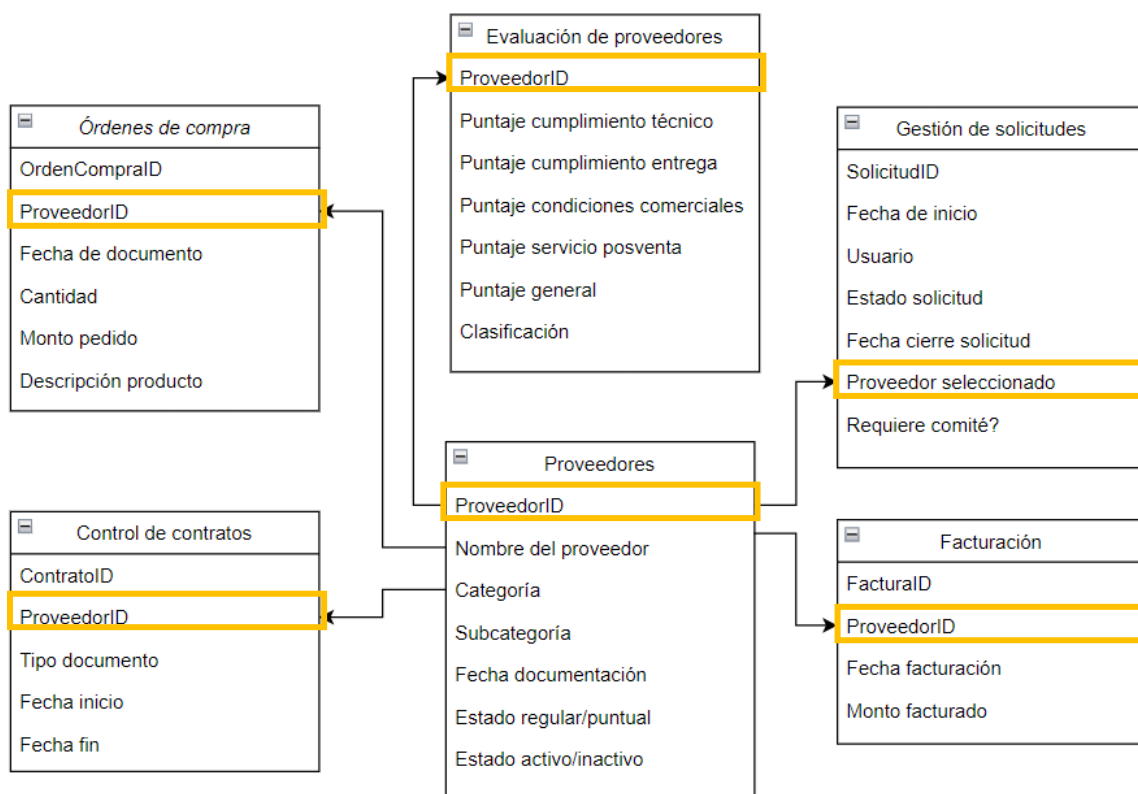 Evaluación de proveedores
ProveedorID
Puntaje cumplimiento técnico
Puntaje cumplimiento entrega
Puntaje condiciones comerciales
Puntaje servicio posventa
Puntaje general
Clasificación
Órdenes de compra
OrdenCompraID
ProveedorID
Fecha de documento
Cantidad
Monto pedido
Descripción producto
Gestión de solicitudes
SolicitudID
Fecha de inicio
Usuario
Estado solicitud
Fecha cierre solicitud
Proveedor seleccionado
Requiere comité?
Proveedores
ProveedorID
Nombre del proveedor
Categoría
Subcategoría
Fecha documentación
Estado regular/puntual
Estado activo/inactivo
Control de contratos
ContratoID
ProveedorID
Tipo documento
Fecha inicio
Fecha fin
Facturación
FacturaID
ProveedorID
Fecha facturación
Monto facturado